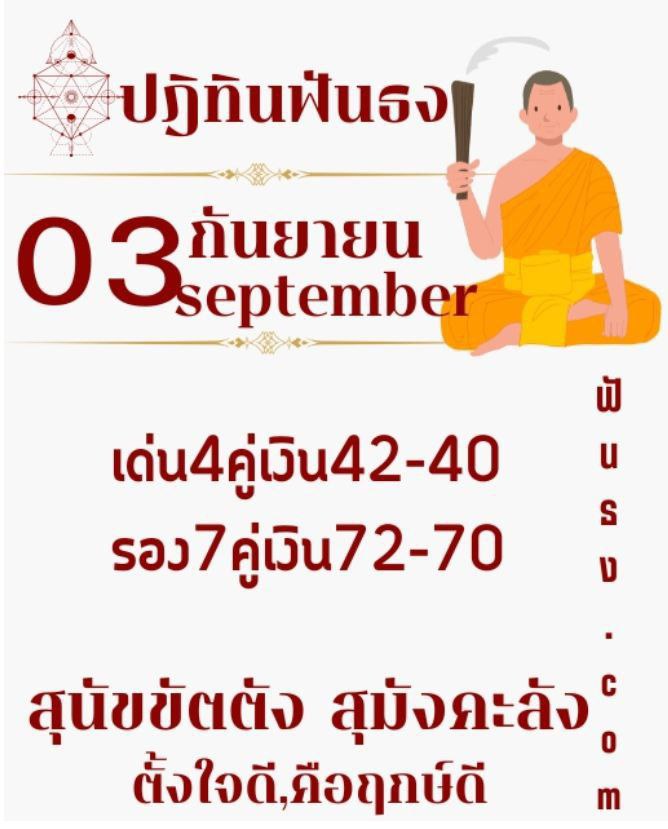 ปฏิทินฟันธง
03
กันยายน
september
เด่น4คู่เงิน42-40
รอง7คู่เงิน72-70
สุนัขขัตตัง สุมังคะลัง
ตั้งใจดี,คือฤกษ์ดี
ฟันธง.com